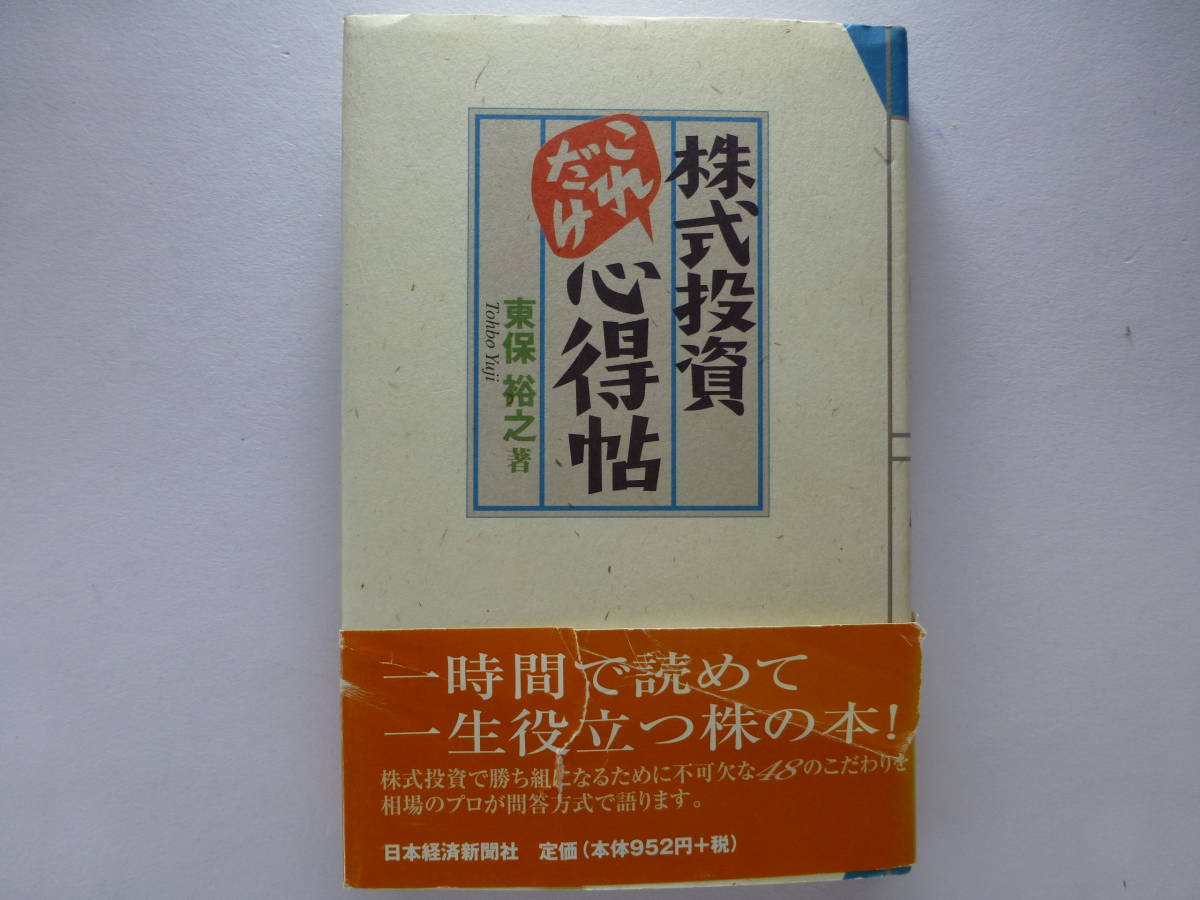 株式投資
これ
だけ
心得帖
東保 裕之 著
Tohbo Yuji
一時間で読めて
一生役立つ株の本!
株式投資で勝ち組になるために不可欠な48のこだわりを
相場のプロが問答方式で語ります。
日本経済新聞社 定価(本体952円+税)